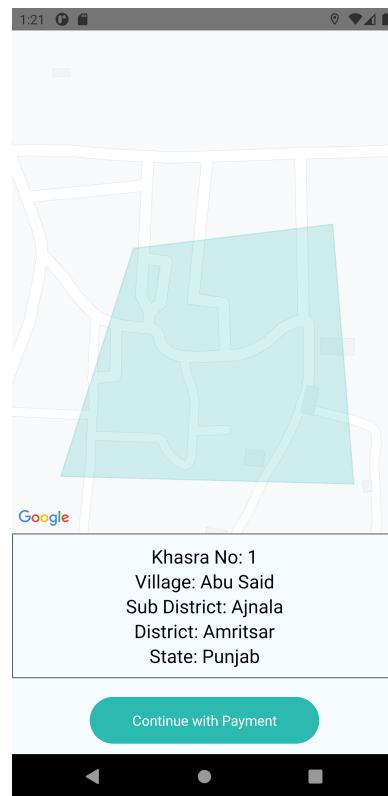 1:21
Google
Khasra No: 1
Village: Abu Said
Sub District: Ajnala
District: Amritsar
State: Punjab
Continue with Payment